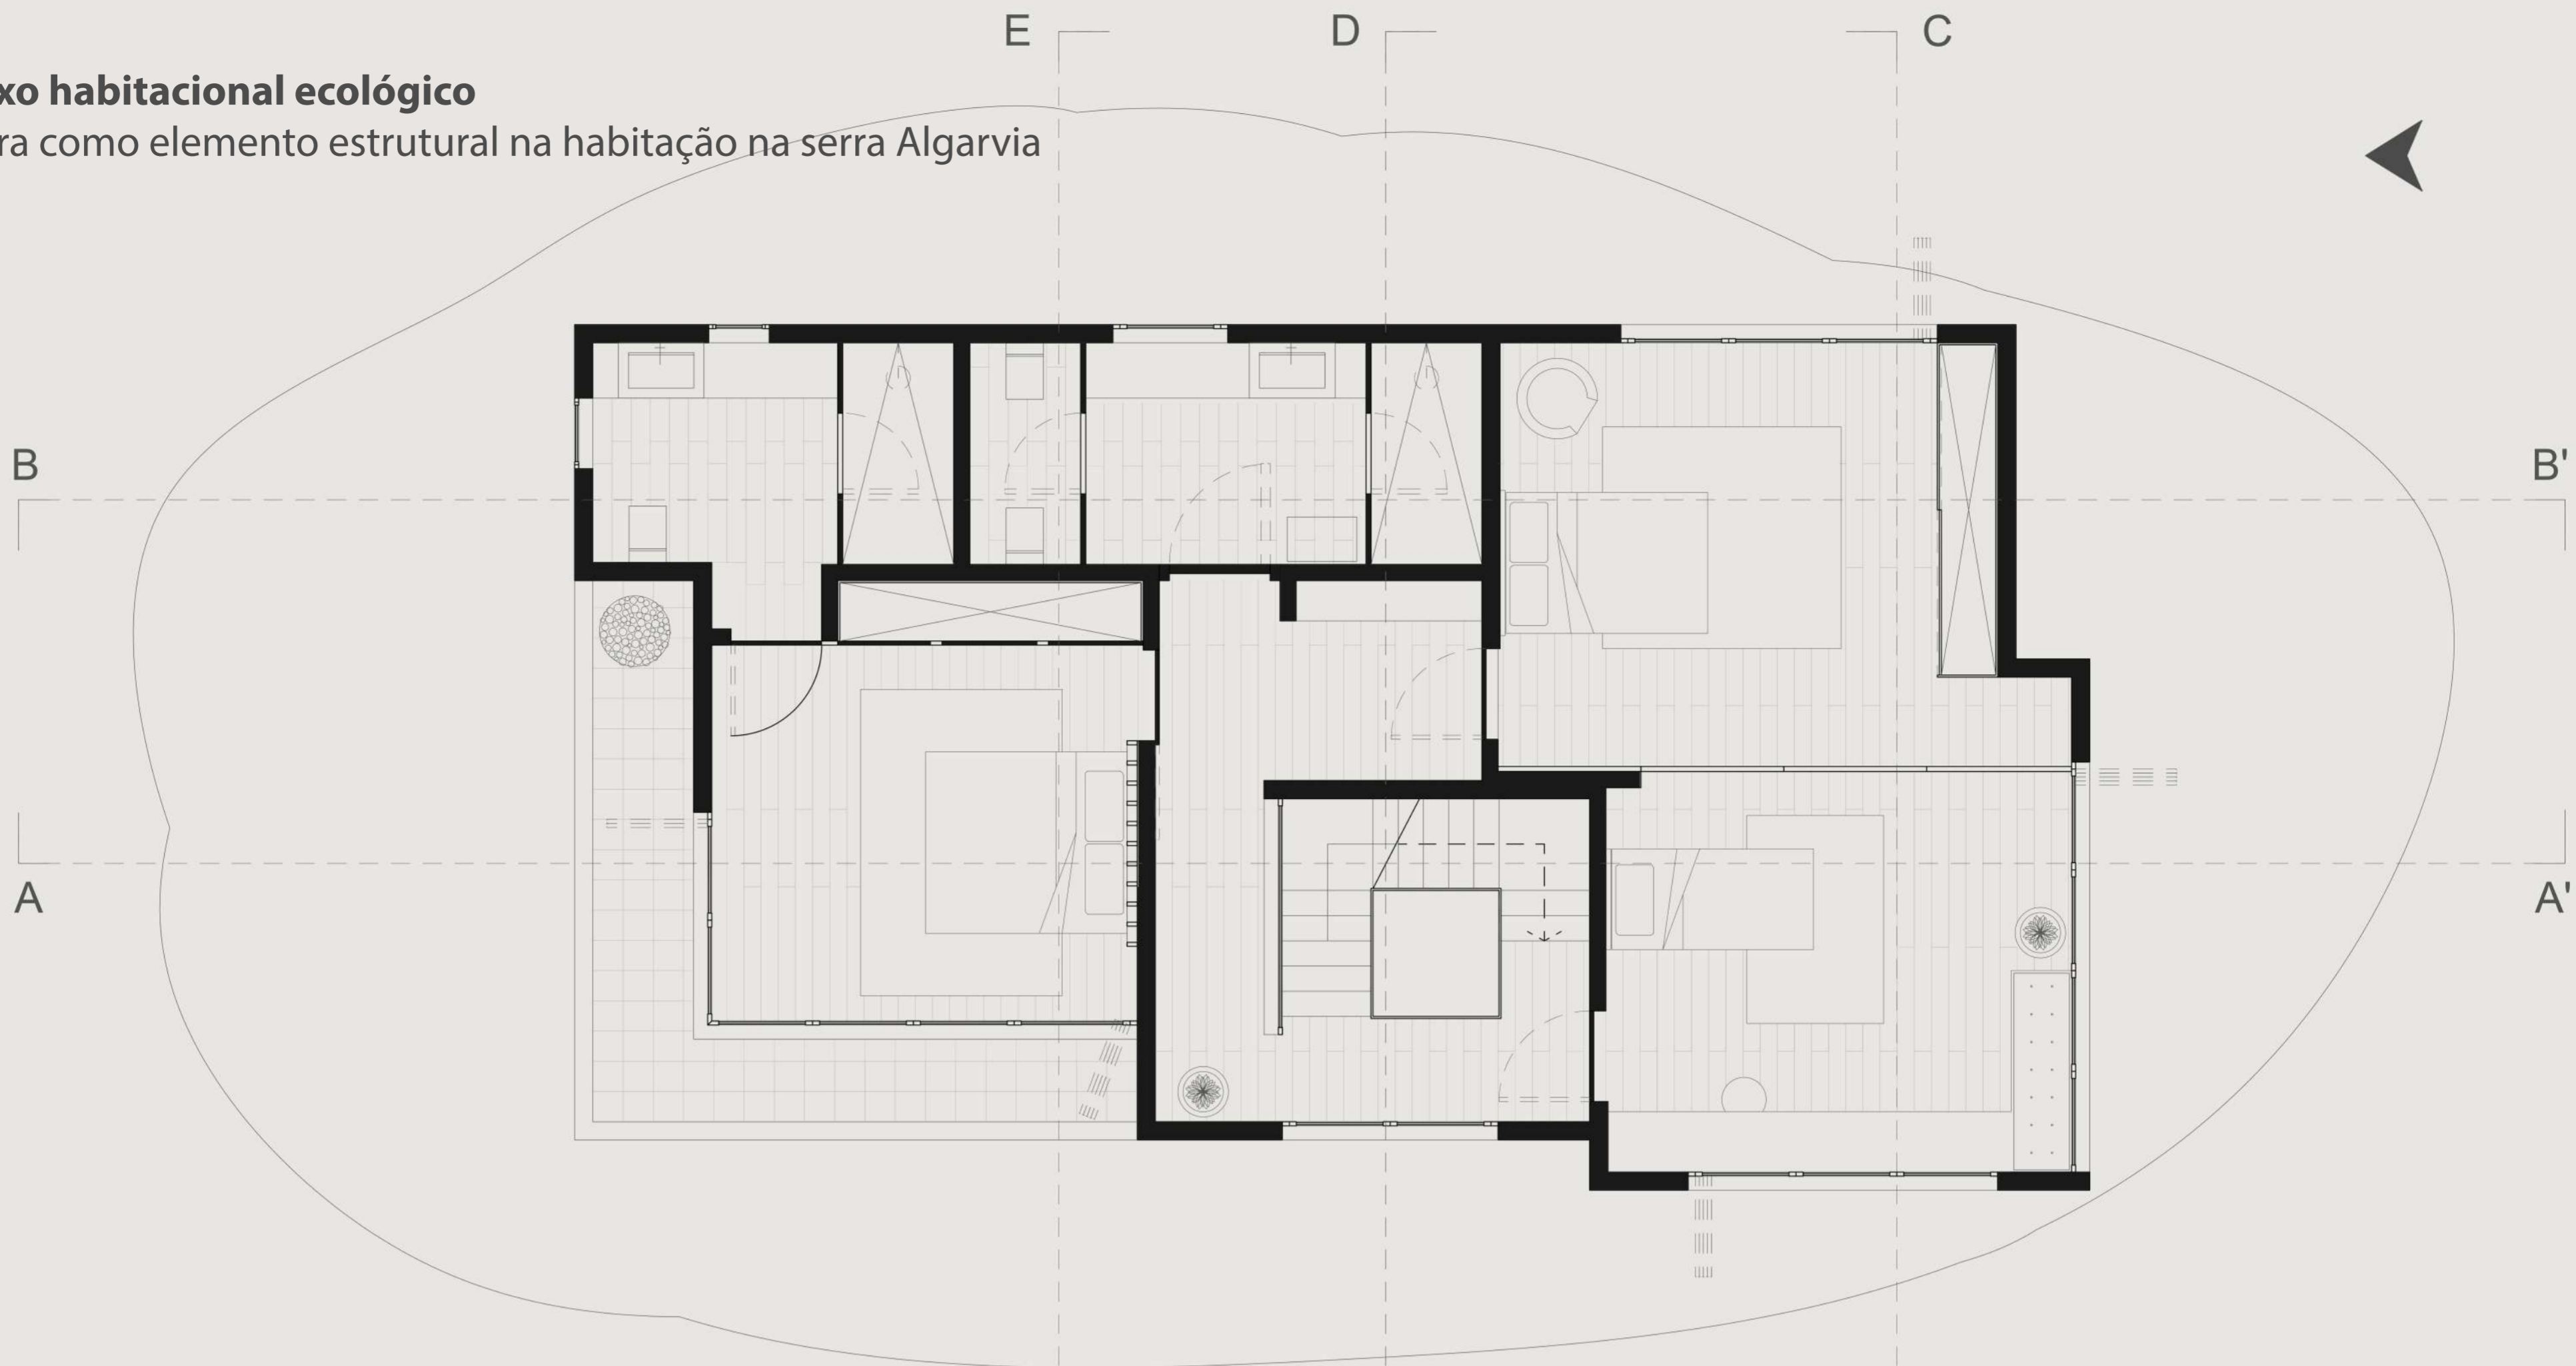 E D C
xo habitacional ecológico
ra como elemento estrutural na habitação na serra Algarvia
B B'
A A'